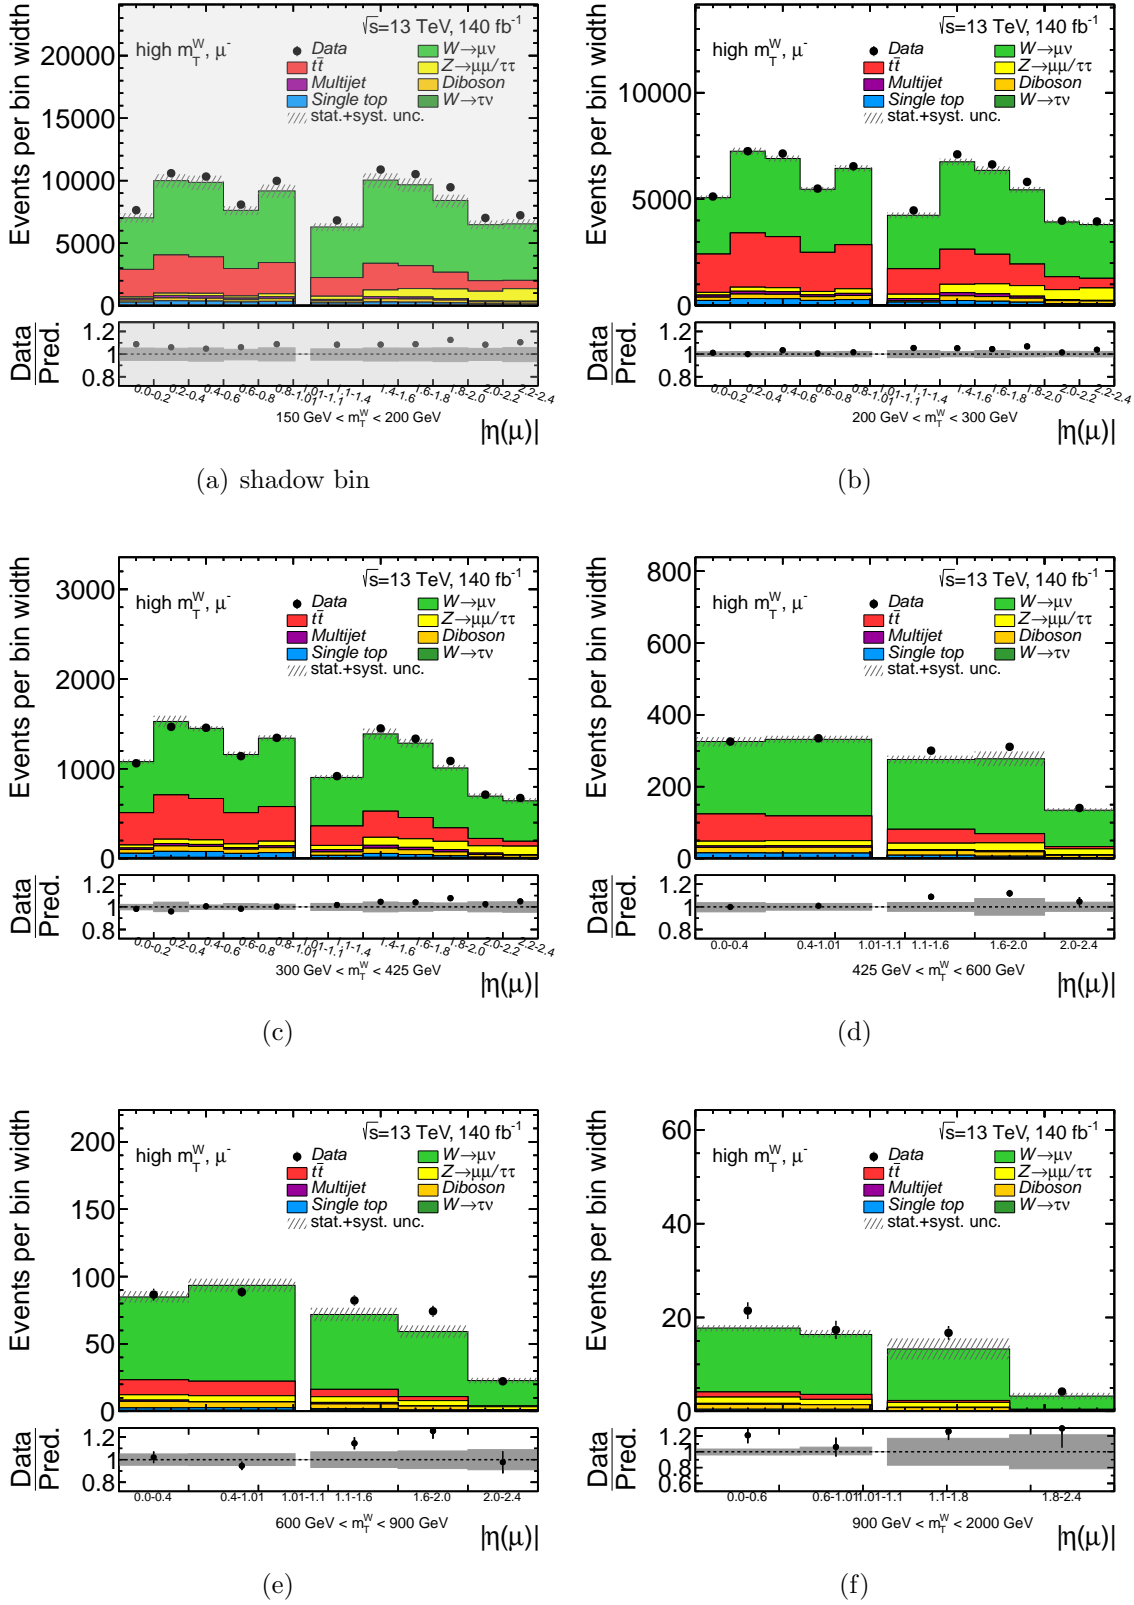 √s=13 TeV, 140 fb⁻¹
high m_T^W, μ⁻
Data
tt̄
Multijet
Single top
stat.+syst. unc.
W→μν
Z→μμ/ττ
Diboson
W→τν
Events per bin width
20000
15000
10000
5000
0
Data
Pred.
1.2
1
0.8
0.0-0.2
0.2-0.4
0.4-0.6
0.6-0.8
0.8-1.01
1.01-1.1
1.1-1.4
1.4-1.6
1.6-1.8
1.8-2.0
2.0-2.2
2.2-2.4
150 GeV < m_T^W < 200 GeV
|η(μ)|
(a) shadow bin
√s=13 TeV, 140 fb⁻¹
high m_T^W, μ⁻
Data
tt̄
Multijet
Single top
stat.+syst. unc.
W→μν
Z→μμ/ττ
Diboson
W→τν
Events per bin width
10000
5000
0
Data
Pred.
1.2
1
0.8
0.0-0.2
0.2-0.4
0.4-0.6
0.6-0.8
0.8-1.01
1.01-1.1
1.1-1.4
1.4-1.6
1.6-1.8
1.8-2.0
2.0-2.2
2.2-2.4
200 GeV < m_T^W < 300 GeV
|η(μ)|
(b)
√s=13 TeV, 140 fb⁻¹
high m_T^W, μ⁻
Data
tt̄
Multijet
Single top
stat.+syst. unc.
W→μν
Z→μμ/ττ
Diboson
W→τν
Events per bin width
3000
2000
1000
0
Data
Pred.
1.2
1
0.8
0.0-0.2
0.2-0.4
0.4-0.6
0.6-0.8
0.8-1.01
1.01-1.1
1.1-1.4
1.4-1.6
1.6-1.8
1.8-2.0
2.0-2.2
2.2-2.4
300 GeV < m_T^W < 425 GeV
|η(μ)|
(c)
√s=13 TeV, 140 fb⁻¹
high m_T^W, μ⁻
Data
tt̄
Multijet
Single top
stat.+syst. unc.
W→μν
Z→μμ/ττ
Diboson
W→τν
Events per bin width
800
600
400
200
0
Data
Pred.
1.2
1
0.8
0.0-0.4
0.4-1.01
1.01-1.1
1.1-1.6
1.6-2.0
2.0-2.4
425 GeV < m_T^W < 600 GeV
|η(μ)|
(d)
√s=13 TeV, 140 fb⁻¹
high m_T^W, μ⁻
Data
tt̄
Multijet
Single top
stat.+syst. unc.
W→μν
Z→μμ/ττ
Diboson
W→τν
Events per bin width
200
150
100
50
0
Data
Pred.
1.2
1
0.8
0.0-0.4
0.4-1.01
1.01-1.1
1.1-1.6
1.6-2.0
2.0-2.4
600 GeV < m_T^W < 900 GeV
|η(μ)|
(e)
√s=13 TeV, 140 fb⁻¹
high m_T^W, μ⁻
Data
tt̄
Multijet
Single top
stat.+syst. unc.
W→μν
Z→μμ/ττ
Diboson
W→τν
Events per bin width
60
40
20
0
Data
Pred.
1.2
1
0.8
0.6
0.0-0.6
0.6-1.01
1.01-1.1
1.1-1.8
1.8-2.4
900 GeV < m_T^W < 2000 GeV
|η(μ)|
(f)